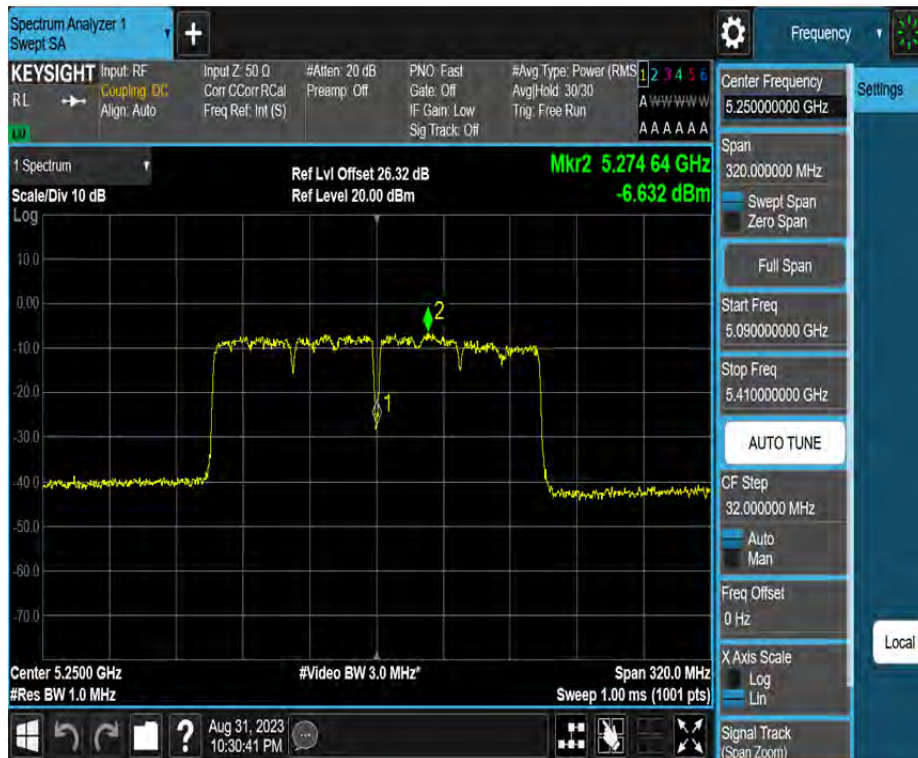 Spectrum Analyzer 1
Swept SA
+
Frequency
KEYSIGHT
RL
LXI
Input: RF
Coupling: DC
Align: Auto
Input Z: 50 Ω
Corr CCorr RCal
Freq Ref: Int (S)
#Atten: 20 dB
Preamp: Off
PNO: Fast
Gate: Off
IF Gain: Low
Sig Track: Off
#Avg Type: Power (RMS
Avg|Hold: 30/30
Trig: Free Run
1 2 3 4 5 6
A W W W W W
A A A A A A
1 Spectrum
Scale/Div 10 dB
Ref Lvl Offset 26.32 dB
Ref Level 20.00 dBm
Mkr2 5.274 64 GHz
-6.632 dBm
Log
10.0
0.00
-10.0
-20.0
-30.0
-40.0
-50.0
-60.0
-70.0
2
1
Center 5.2500 GHz
#Res BW 1.0 MHz
#Video BW 3.0 MHz*
Span 320.0 MHz
Sweep 1.00 ms (1001 pts)
Center Frequency
5.250000000 GHz
Span
320.000000 MHz
Swept Span
Zero Span
Full Span
Start Freq
5.090000000 GHz
Stop Freq
5.410000000 GHz
AUTO TUNE
CF Step
32.000000 MHz
Auto
Man
Freq Offset
0 Hz
X Axis Scale
Log
Lin
Signal Track
(Span Zoom)
Settings
Local
?
Aug 31, 2023
10:30:41 PM